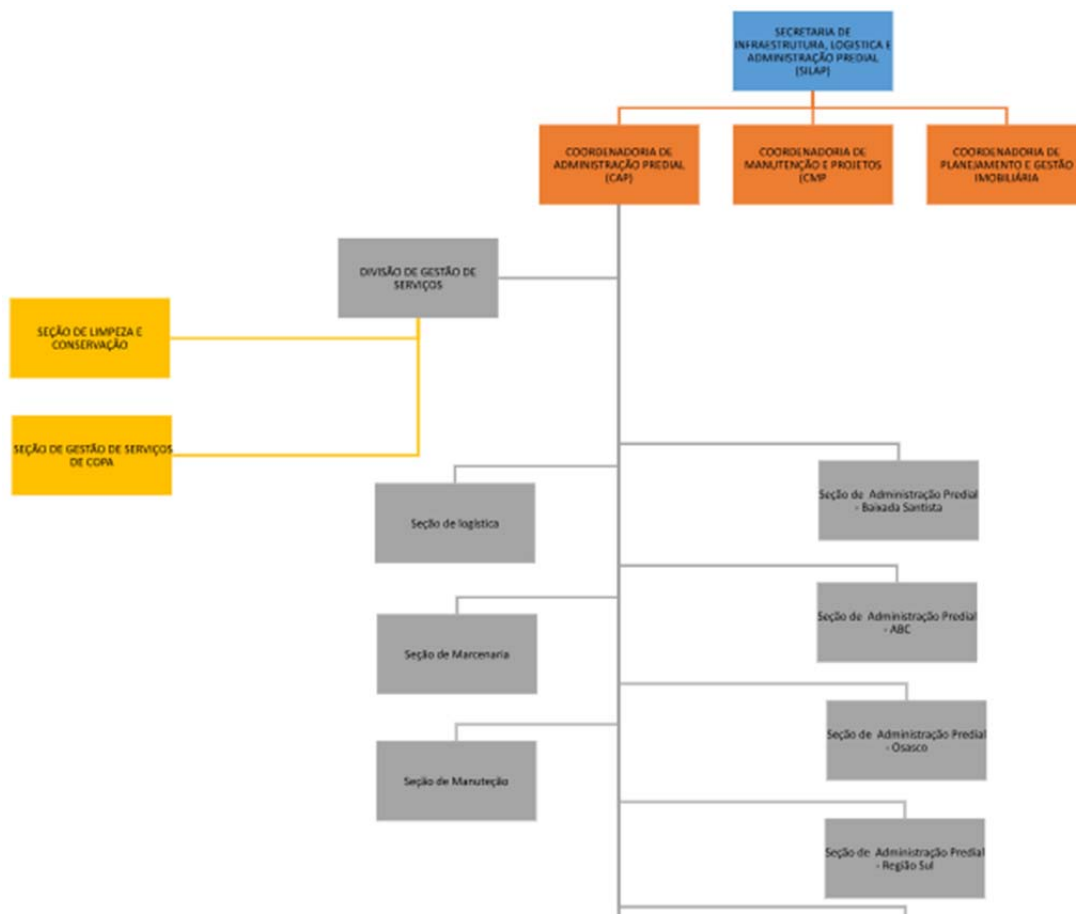 SECRETARIA DE
INFRAESTRUTURA, LOGISTICA E
ADMINISTRAÇÃO PREDIAL
(SILAP)
COORDENADORIA DE
ADMINISTRAÇÃO PREDIAL
(CAP)
COORDENADORIA DE
MANUTENÇÃO E PROJETOS
(CMP
COORDENADORIA DE
PLANEJAMENTO E GESTÃO
IMOBILIÁRIA
DIVISÃO DE GESTÃO DE
SERVIÇOS
SEÇÃO DE LIMPEZA E
CONSERVAÇÃO
SEÇÃO DE GESTÃO DE SERVIÇOS
DE COPA
Seção de logística
Seção de Administração Predial
- Baixada Santista
Seção de Marcenaria
Seção de Administração Predial
- ABC
Seção de Manuteção
Seção de Administração Predial
- Osasco
Seção de Administração Predial
- Região Sul